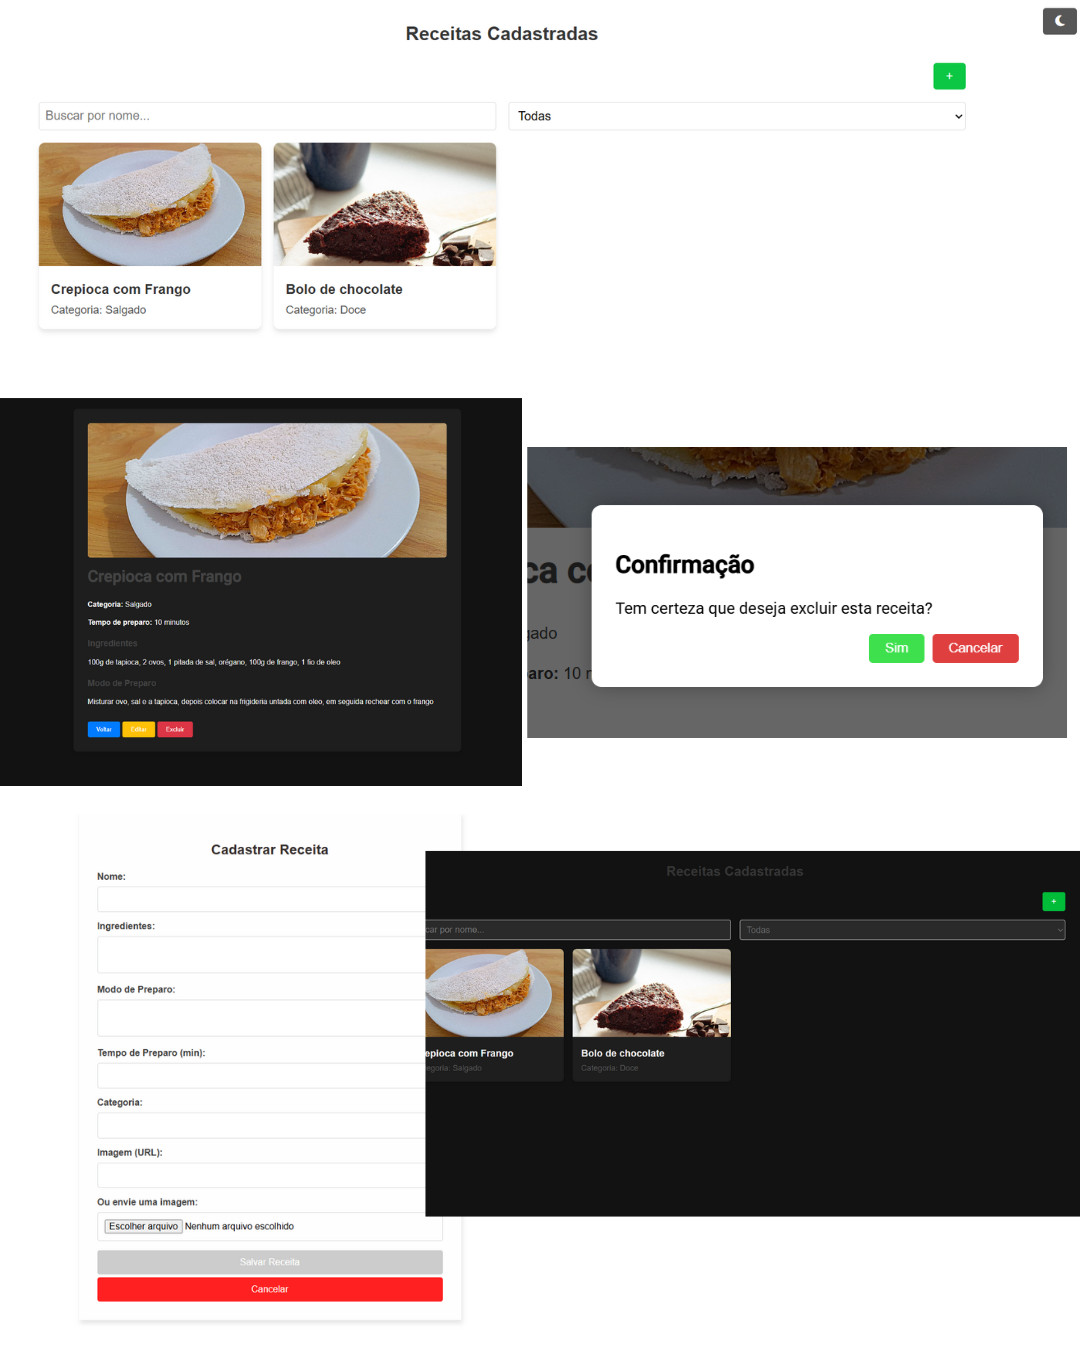 Receitas Cadastradas
+
Buscar por nome...
Todas
Crepioca com Frango
Categoria: Salgado
Bolo de chocolate
Categoria: Doce
Crepioca com Frango
Categoria: Salgado
Tempo de preparo: 10 minutos
Ingredientes
100g de tapioca, 2 ovos, 1 pitada de sal, orégano, 100g de frango, 1 fio de oleo
Modo de Preparo
Misturar ovo, sal e a tapioca, depois colocar na frigideria untada com oleo, em seguida rechear com o frango
Voltar
Editar
Excluir
ca c
gado
aro: 10
Confirmação
Tem certeza que deseja excluir esta receita?
Sim
Cancelar
Cadastrar Receita
Nome:
Ingredientes:
Modo de Preparo:
Tempo de Preparo (min):
Categoria:
Imagem (URL):
Ou envie uma imagem:
Escolher arquivo Nenhum arquivo escolhido
Salvar Receita
Cancelar
Receitas Cadastradas
+
car por nome...
Todas
epioca com Frango
egoria: Salgado
Bolo de chocolate
Categoria: Doce